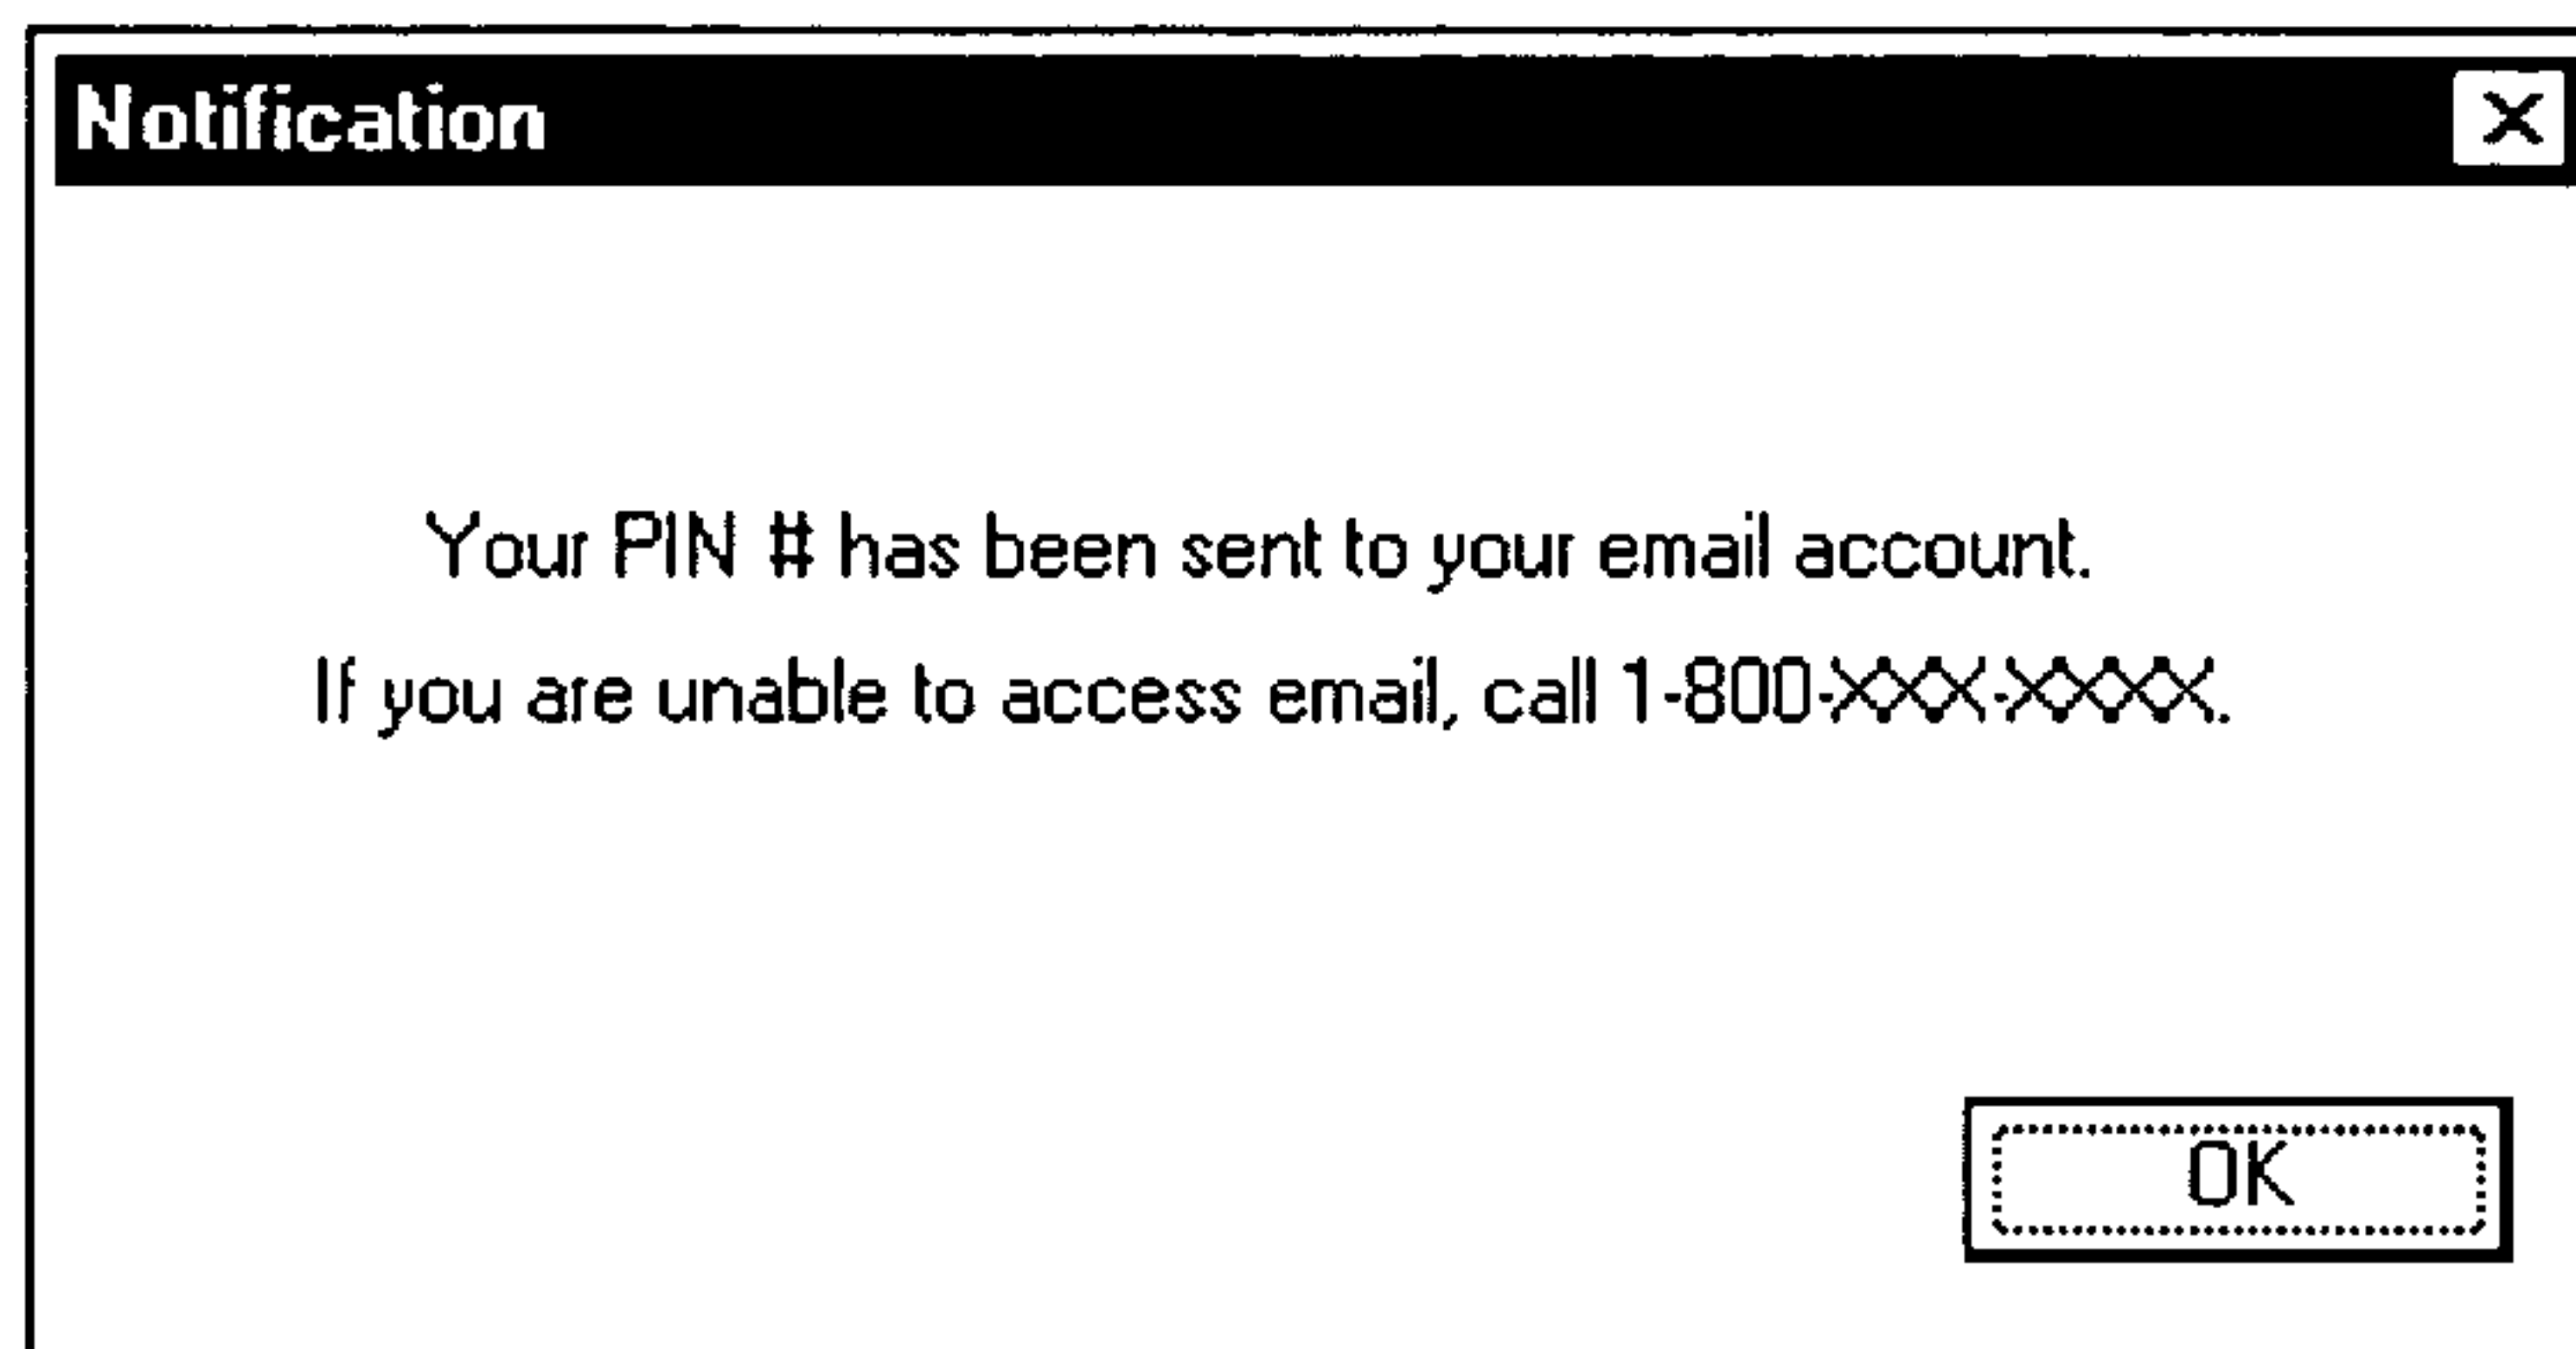 Notification
Your PIN # has been sent to your email account.
If you are unable to access email, call 1-800-XXX-XXXX.
OK